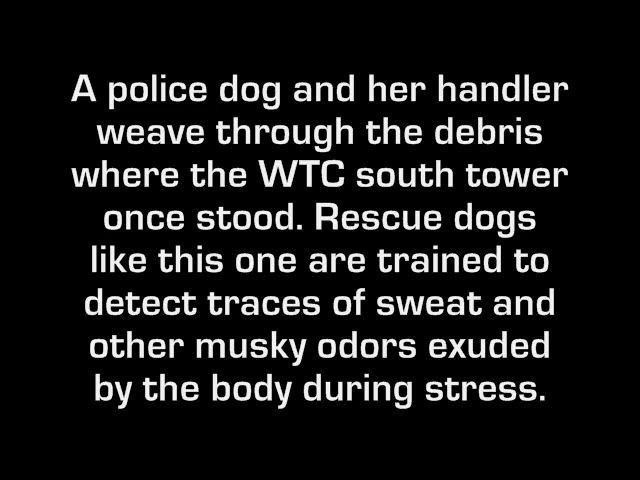 A police dog and her handler
weave through the debris
where the WTC south tower
once stood. Rescue dogs
like this one are trained to
detect traces of sweat and
other musky odors exuded
by the body during stress.